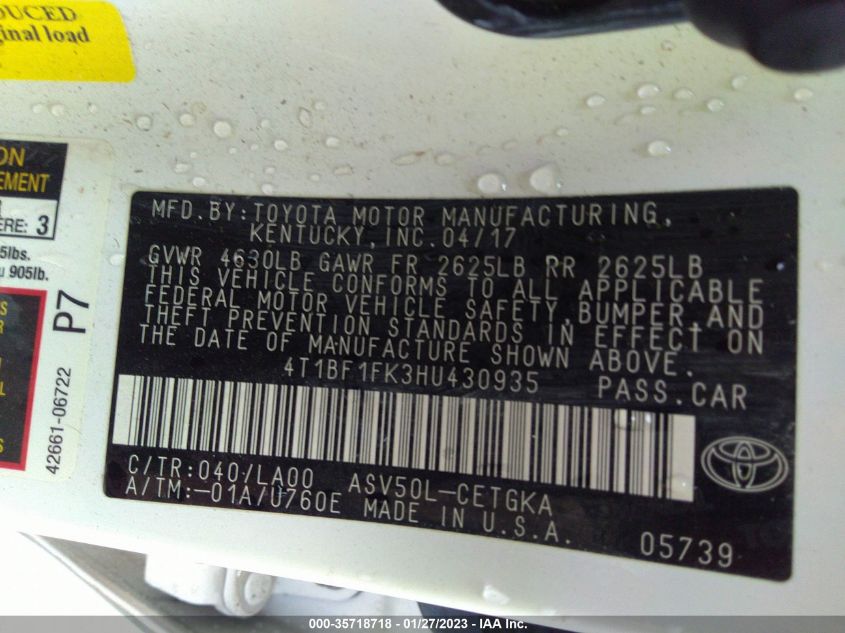 DUCED
ginal load
ON
EMENT
ERE: 3
5lbs.
905lb.
P7
42661-06722
MFD.BY:TOYOTA MOTOR MANUFACTURING,
KENTUCKY,INC.04/17
GVWR 4630LB GAWR FR 2625LB RR 2625LB
THIS VEHICLE CONFORMS TO ALL APPLICABLE
FEDERAL MOTOR VEHICLE SAFETY,BUMPER,AND
THEFT PREVENTION STANDARDS IN EFFECT ON
THE DATE OF MANUFACTURE SHOWN ABOVE.
4T1BF1FK3HU430935 PASS.CAR
C/TR:040/LA00 ASV50L-CETGKA
A/TM:-01A/U760E MADE IN U.S.A.
05739
000-35718718 - 01/27/2023 - IAA Inc.